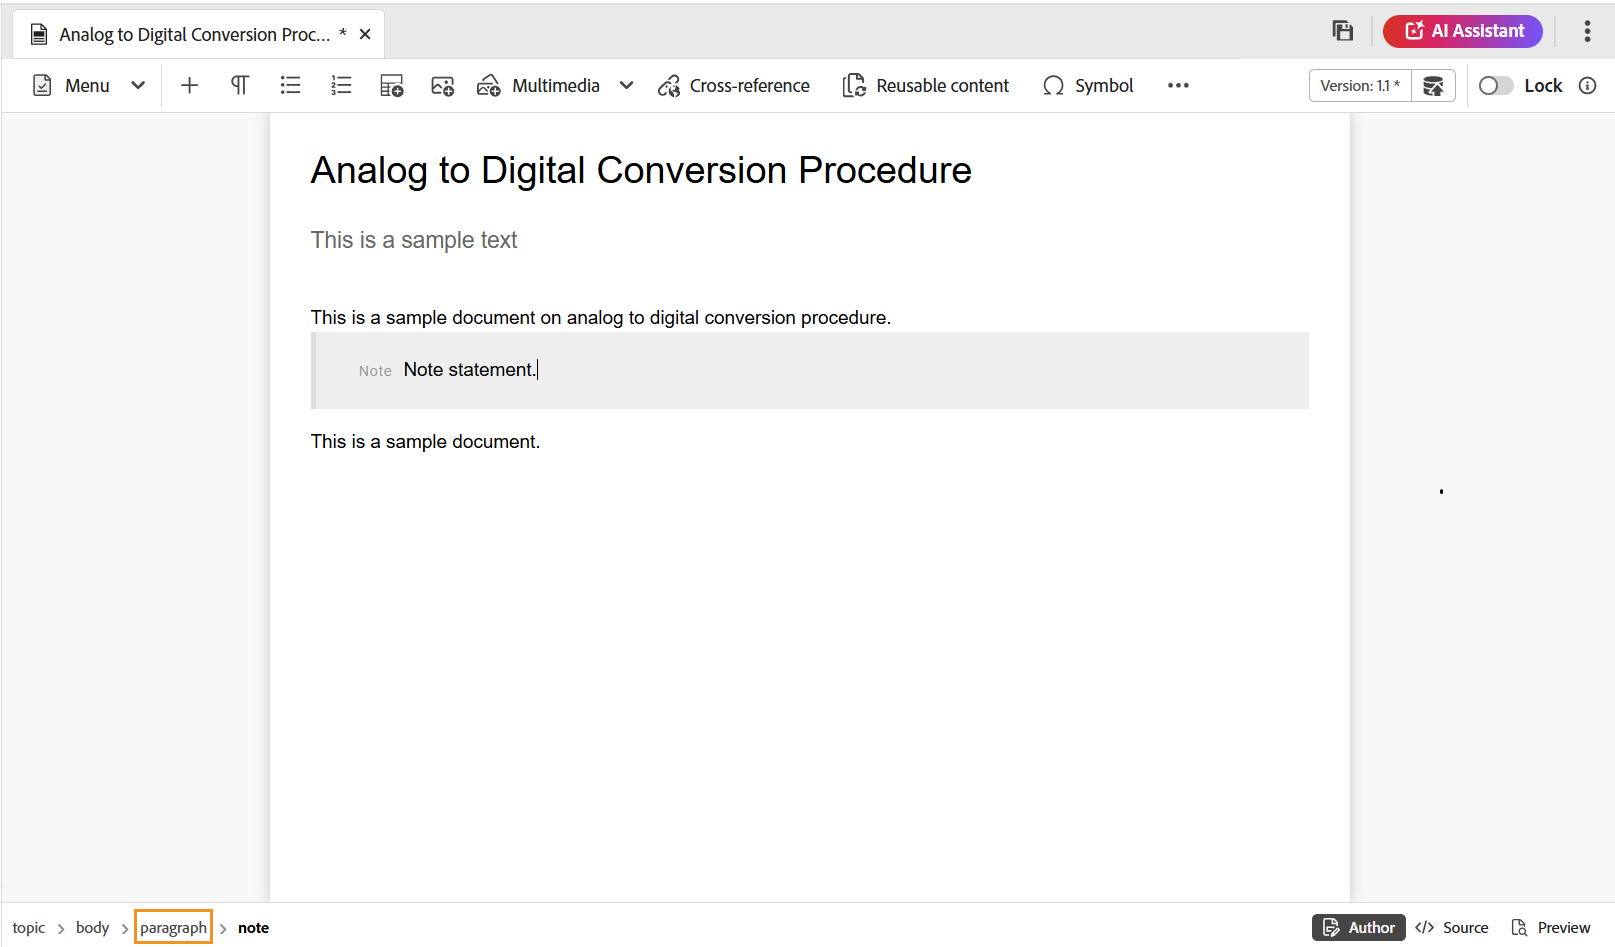 Analog to Digital Conversion Proc... *
AI Assistant
Menu
Multimedia
Cross-reference
Reusable content
Symbol
Version: 1.1 *
Lock
Analog to Digital Conversion Procedure
This is a sample text
This is a sample document on analog to digital conversion procedure.
Note Note statement.
This is a sample document.
topic > body > paragraph > note
Author
Source
Preview